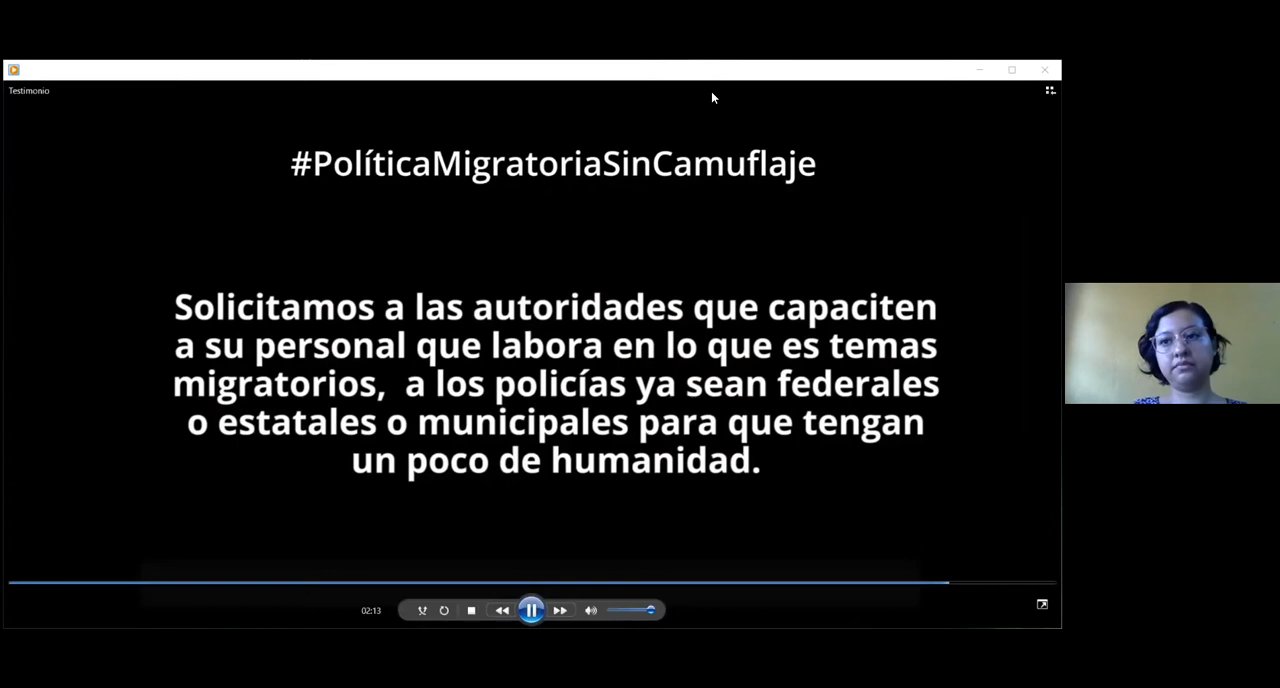 Testimonio
#PolíticaMigratoriaSinCamuflaje
Solicitamos a las autoridades que capaciten
a su personal que labora en lo que es temas
migratorios, a los policías ya sean federales
o estatales o municipales para que tengan
un poco de humanidad.
02:13